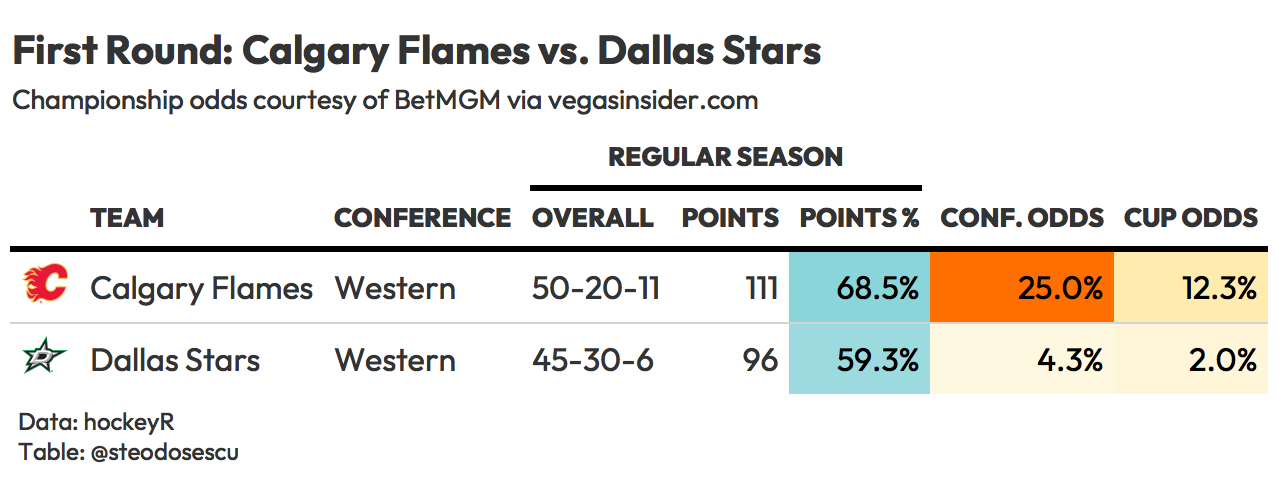 First Round: Calgary Flames vs. Dallas Stars
Championship odds courtesy of BetMGM via vegasinsider.com
REGULAR SEASON
TEAM CONFERENCE OVERALL POINTS POINTS % CONF. ODDS CUP ODDS
C Calgary Flames Western 50-20-11 111 68.5% 25.0% 12.3%
D Dallas Stars Western 45-30-6 96 59.3% 4.3% 2.0%
Data: hockeyR
Table: @steodosescu